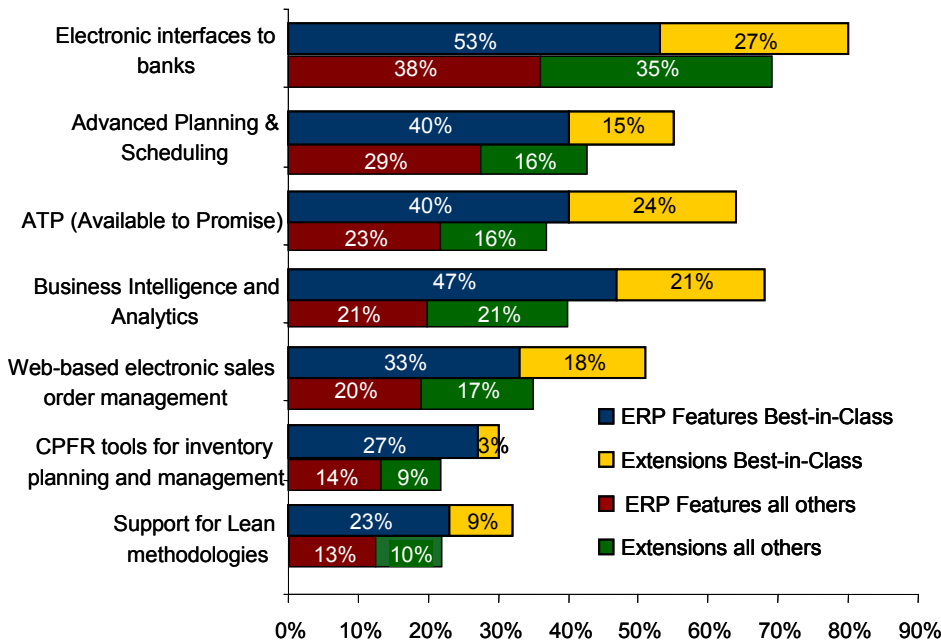 Electronic interfaces to
banks
53%
27%
38%
35%
Advanced Planning &
Scheduling
40%
15%
29%
16%
ATP (Available to Promise)
40%
24%
23%
16%
Business Intelligence and
Analytics
47%
21%
21%
21%
Web-based electronic sales
order management
33%
18%
20%
17%
CPFR tools for inventory
planning and management
27%
3%
14%
9%
Support for Lean
methodologies
23%
9%
13%
10%
ERP Features Best-in-Class
Extensions Best-in-Class
ERP Features all others
Extensions all others
0% 10% 20% 30% 40% 50% 60% 70% 80% 90%